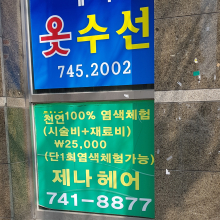 옷수선
745.2002
천연100% 염색체험
(시술비+재료비)
₩25,000
(단1회염색체험가능)
제나헤어
741-8877